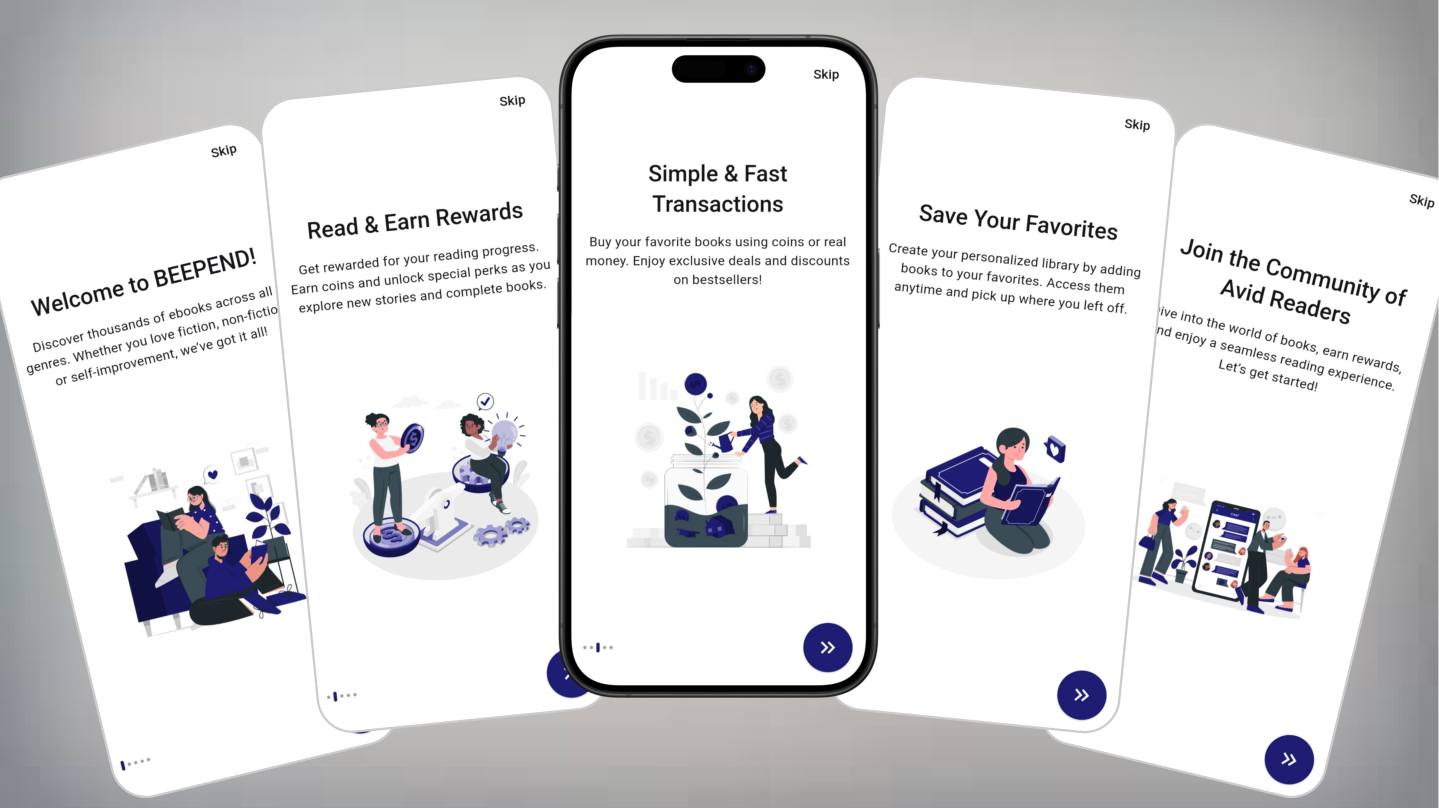 Skip
Welcome to BEEPEND!
Discover thousands of ebooks across all
genres. Whether you love fiction,
or self-improvement, we've got it all!
Skip
Read & Earn Rewards
Get rewarded for your reading progress.
Earn coins and unlock special perks as you
explore new stories and complete books.
Skip
Simple & Fast
Transactions
Buy your favorite books using coins or real
money. Enjoy exclusive deals and discounts
on bestsellers!
Skip
Save Your Favorites
Create your personalized library by adding
books to your favorites. Access them
anytime and pick up where you left off.
Skip
Join the Community of
Avid Readers
into the world of books, earn rewards,
enjoy a seamless reading experience.
Let's get started!